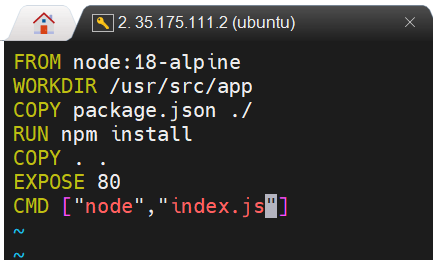 2. 35.175.111.2 (ubuntu)
FROM node:18-alpine
WORKDIR /usr/src/app
COPY package.json ./
RUN npm install
COPY . .
EXPOSE 80
CMD ["node","index.js"]
~
~